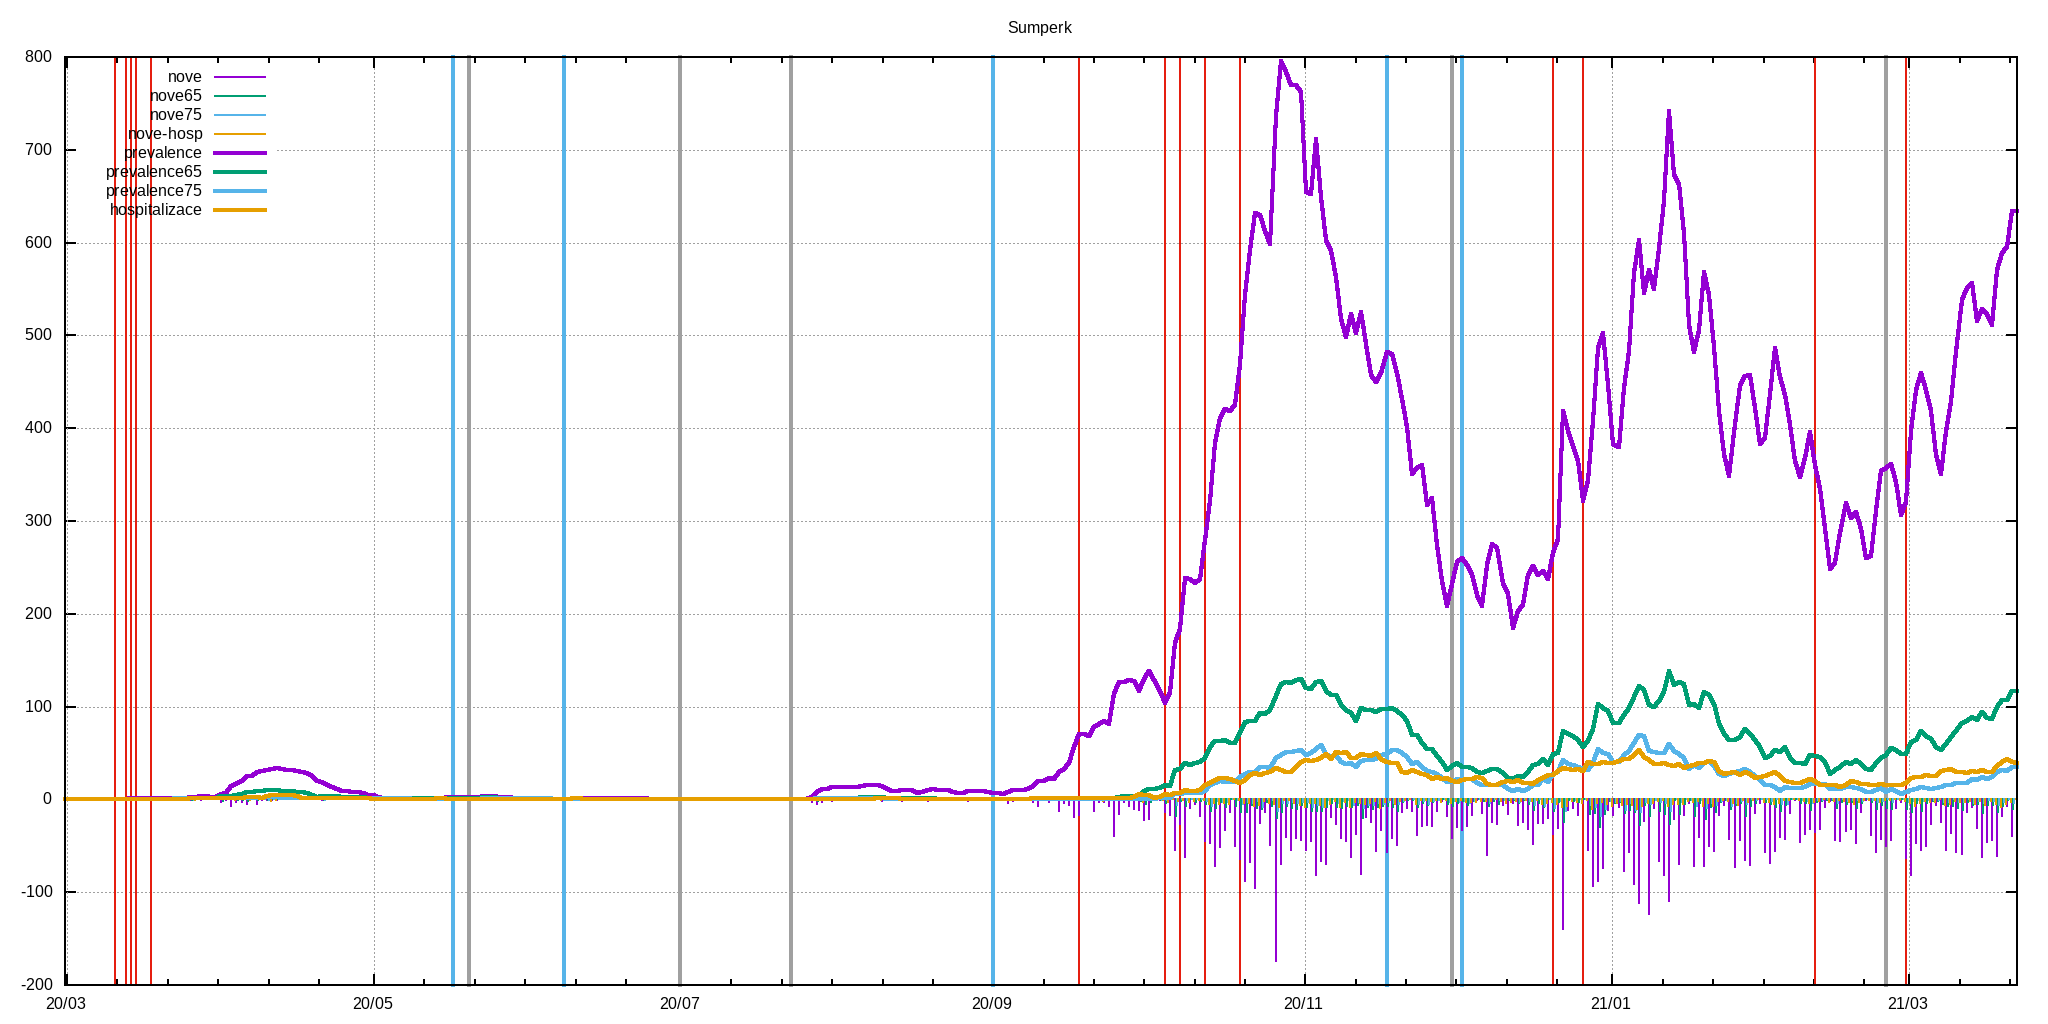 Sumperk
800
700
600
500
400
300
200
100
0
-100
-200
nove
nove65
nove75
nove-hosp
prevalence
prevalence65
prevalence75
hospitalizace
20/03 20/05 20/07 20/09 20/11 21/01 21/03